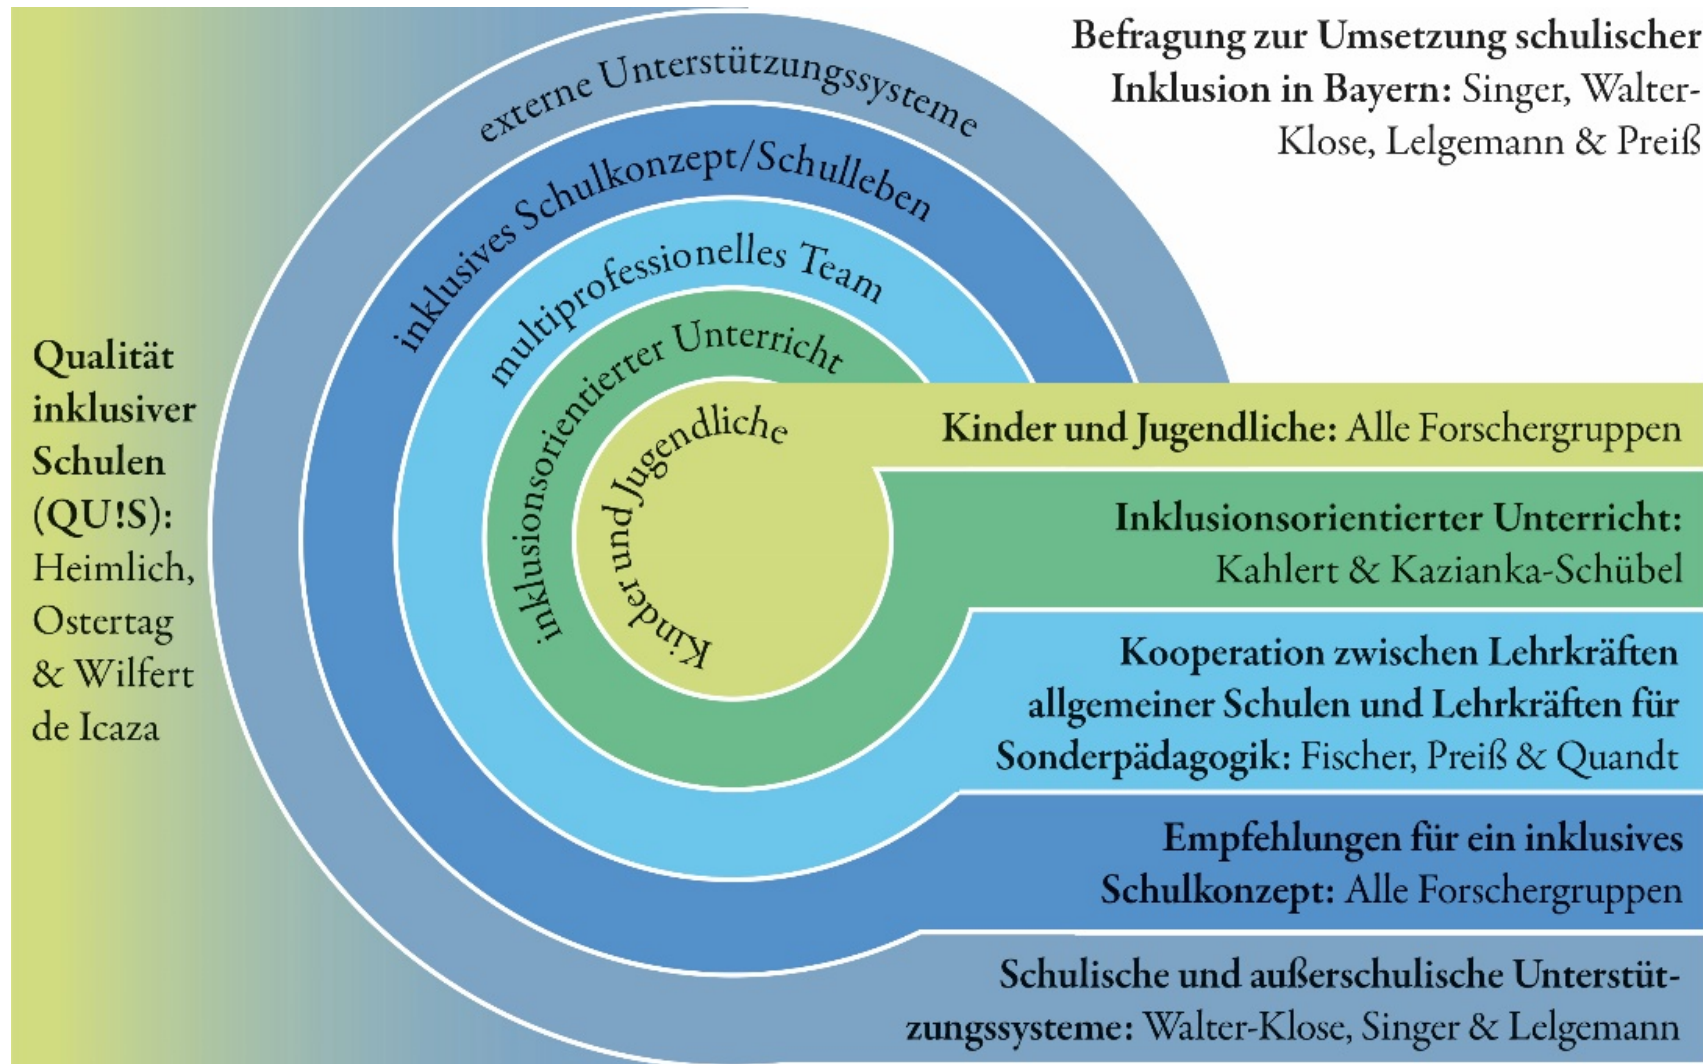 Befragung zur Umsetzung schulischer
Inklusion in Bayern: Singer, Walter-
Klose, Lelgemann & Preiß
externe Unterstützungssysteme
inklusives Schulkonzept/Schulleben
multiprofessionelles Team
inklusionsorientierter Unterricht
Kinder und Jugendliche
Qualität
inklusiver
Schulen
(QU!S):
Heimlich,
Ostertag
& Wilfert
de Icaza
Kinder und Jugendliche: Alle Forschergruppen
Inklusionsorientierter Unterricht:
Kahlert & Kazianka-Schübel
Kooperation zwischen Lehrkräften
allgemeiner Schulen und Lehrkräften für
Sonderpädagogik: Fischer, Preiß & Quandt
Empfehlungen für ein inklusives
Schulkonzept: Alle Forschergruppen
Schulische und außerschulische Unterstüt-
zungssysteme: Walter-Klose, Singer & Lelgemann